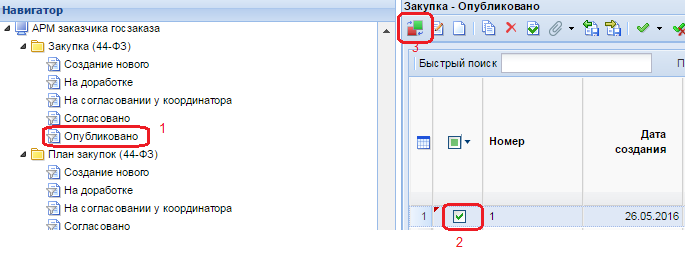 Навигатор
АРМ заказчика госзаказа
Закупка (44-ФЗ)
Создание нового
На доработке
На согласовании у координатора
Согласовано
Опубликовано
1
План закупок (44-ФЗ)
Создание нового
На доработке
На согласовании у координатора
Согласовано
Закупка - Опубликовано
3
Быстрый поиск
П
Номер
Дата
создания
1 1 26.05.2016
2